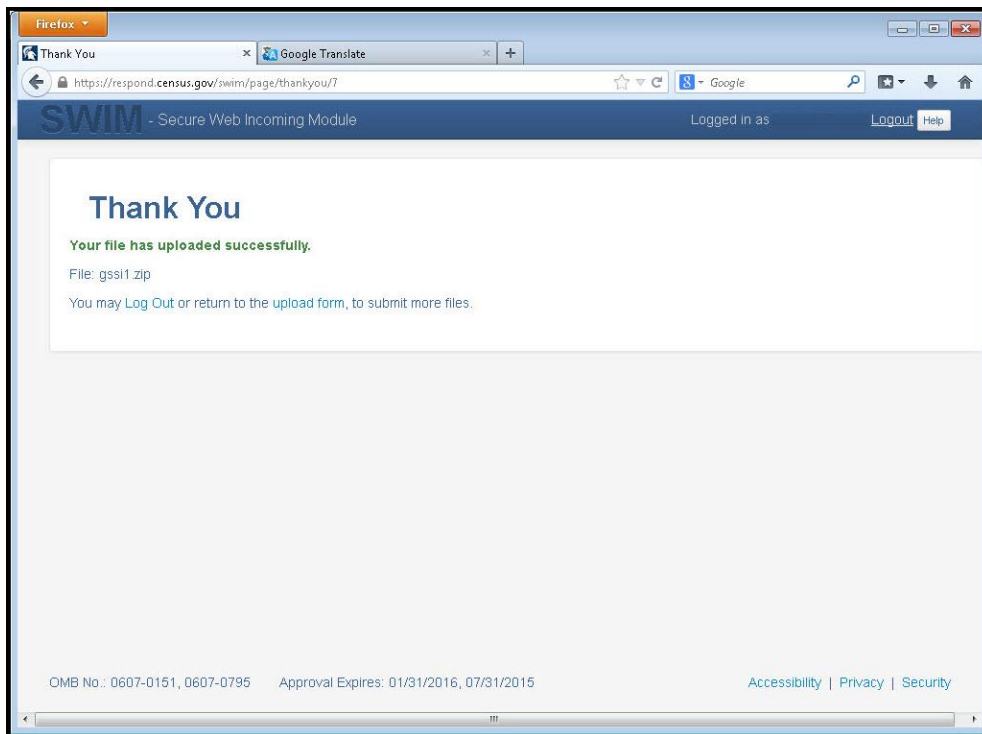 Firefox
Thank You
Google Translate
https://respond.census.gov/swim/page/thankyou/7
Google
SWIM - Secure Web Incoming Module
Logged in as
Logout
Help
Thank You
Your file has uploaded successfully.
File: gssi1.zip
You may Log Out or return to the upload form, to submit more files.
OMB No.: 0607-0151, 0607-0795 Approval Expires: 01/31/2016, 07/31/2015
Accessibility | Privacy | Security